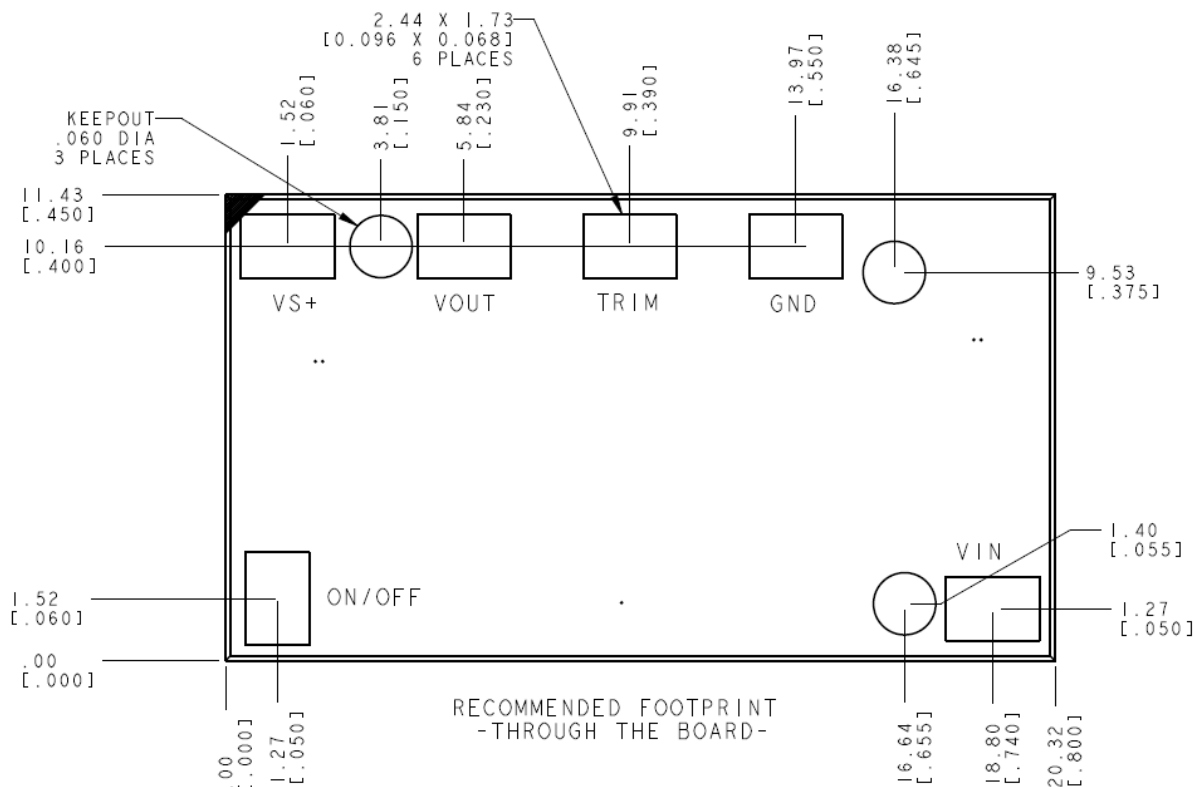 2.44 X 1.73
[0.096 X 0.068]
6 PLACES
KEEPOUT
.060 DIA
3 PLACES
1.52
[.060]
3.81
[.150]
5.84
[.230]
9.91
[.390]
13.97
[.550]
16.38
[.645]
11.43
[.450]
10.16
[.400]
9.53
[.375]
VS+
VOUT
TRIM
GND
1.40
[.055]
VIN
ON/OFF
1.52
[.060]
1.27
[.050]
.00
[.000]
RECOMMENDED FOOTPRINT
-THROUGH THE BOARD-
.00
[.000]
1.27
[.050]
16.64
[.655]
18.80
[.740]
20.32
[.800]